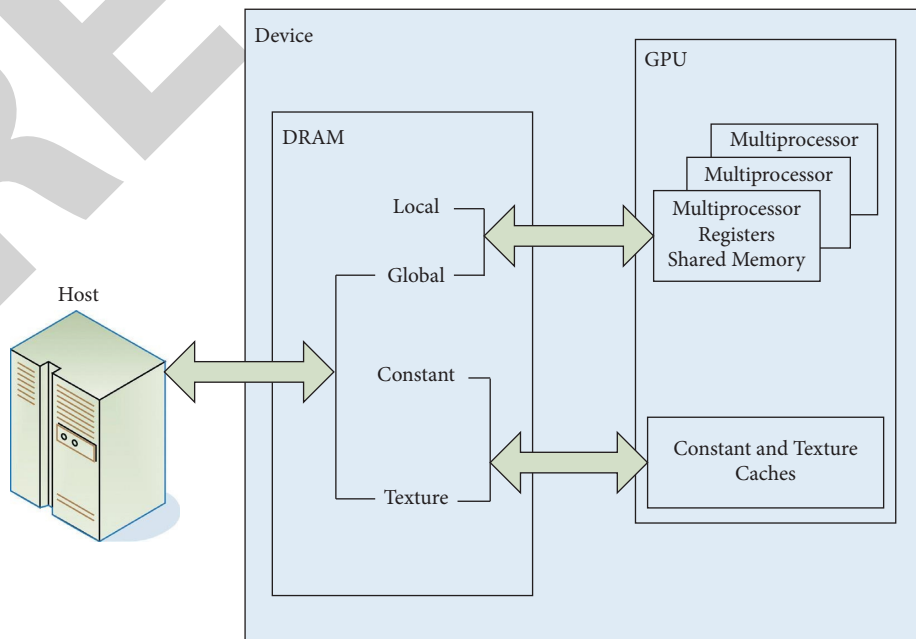 Device
GPU
DRAM
Multiprocessor
Multiprocessor
Multiprocessor
Registers
Shared Memory
Local
Global
Host
Constant
Texture
Constant and Texture
Caches